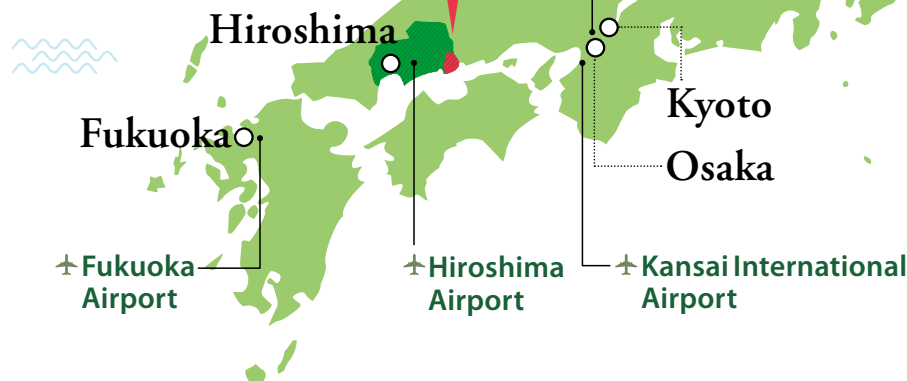 Hiroshima
Kyoto
Fukuoka
Osaka
Fukuoka
Airport
Hiroshima
Airport
Kansai International
Airport